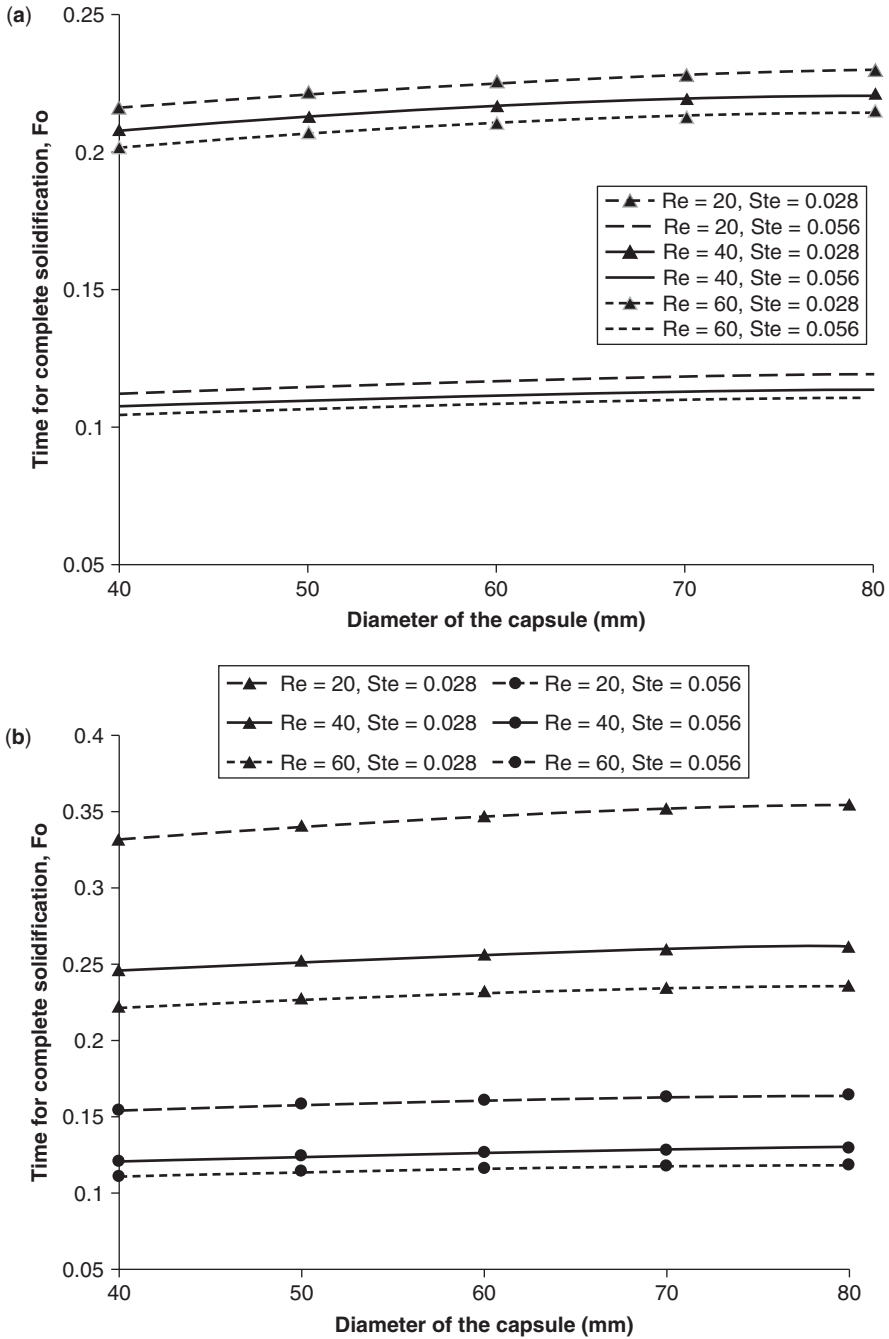 (a)
0.25
0.2
0.15
0.1
0.05
Time for complete solidification, Fo
Re = 20, Ste = 0.028
Re = 20, Ste = 0.056
Re = 40, Ste = 0.028
Re = 40, Ste = 0.056
Re = 60, Ste = 0.028
Re = 60, Ste = 0.056
40 50 60 70 80
Diameter of the capsule (mm)
Re = 20, Ste = 0.028 Re = 20, Ste = 0.056
Re = 40, Ste = 0.028 Re = 40, Ste = 0.056
Re = 60, Ste = 0.028 Re = 60, Ste = 0.056
(b)
0.4
0.35
0.3
0.25
0.2
0.15
0.1
0.05
Time for complete solidification, Fo
40 50 60 70 80
Diameter of the capsule (mm)